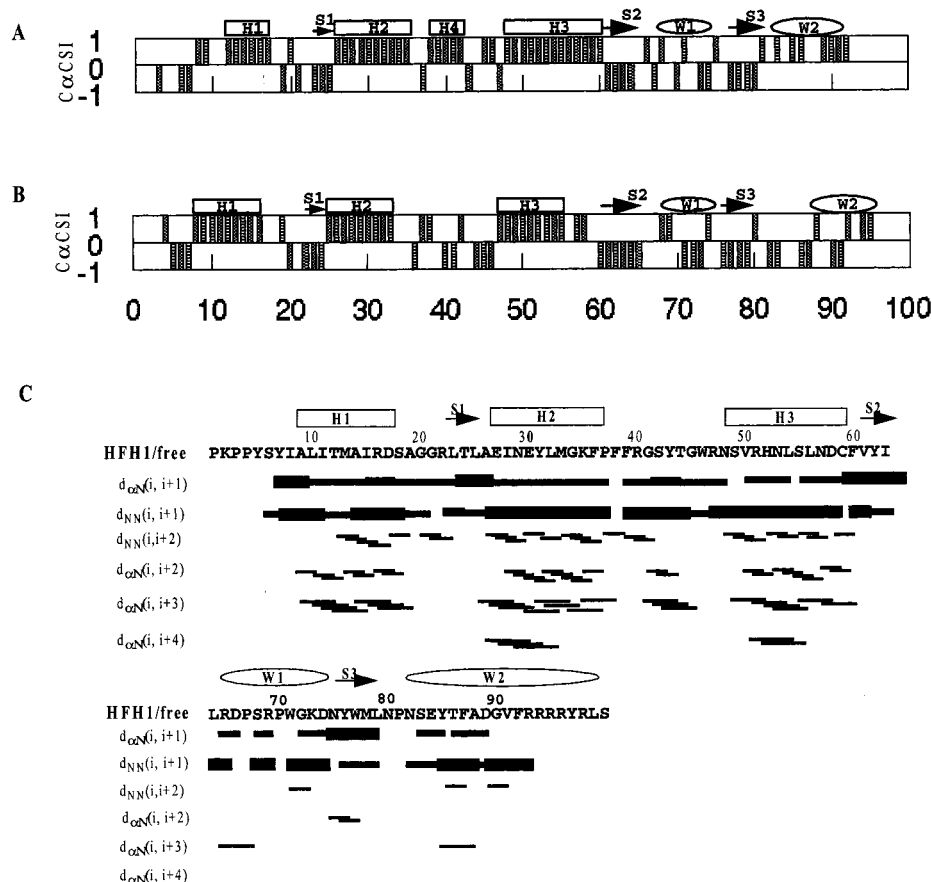 A
CαCSI
1
0
-1
H1 S1 H2 H4 H3 S2 W1 S3 W2
B
CαCSI
1
0
-1
H1 S1 H2 H3 S2 W1 S3 W2
0 10 20 30 40 50 60 70 80 90 100
C
H1 S1 H2 H3 S2
10 20 30 40 50 60
HFH1/free PKPPYSYIALITMAIRDSAGGRLTLAEINEYLMGKFPFFRGSYTGWRNSVRHNLSLNDCFVYI
dαN(i, i+1)
dNN(i, i+1)
dNN(i,i+2)
dαN(i, i+2)
dαN(i, i+3)
dαN(i, i+4)
W1 S3 W2
70 80 90
HFH1/free LRDPSRPWGKDNYWMLNPNSEYTFADGVFRRRRYRLS
dαN(i, i+1)
dNN(i, i+1)
dNN(i,i+2)
dαN(i, i+2)
dαN(i, i+3)
dαN(i, i+4)